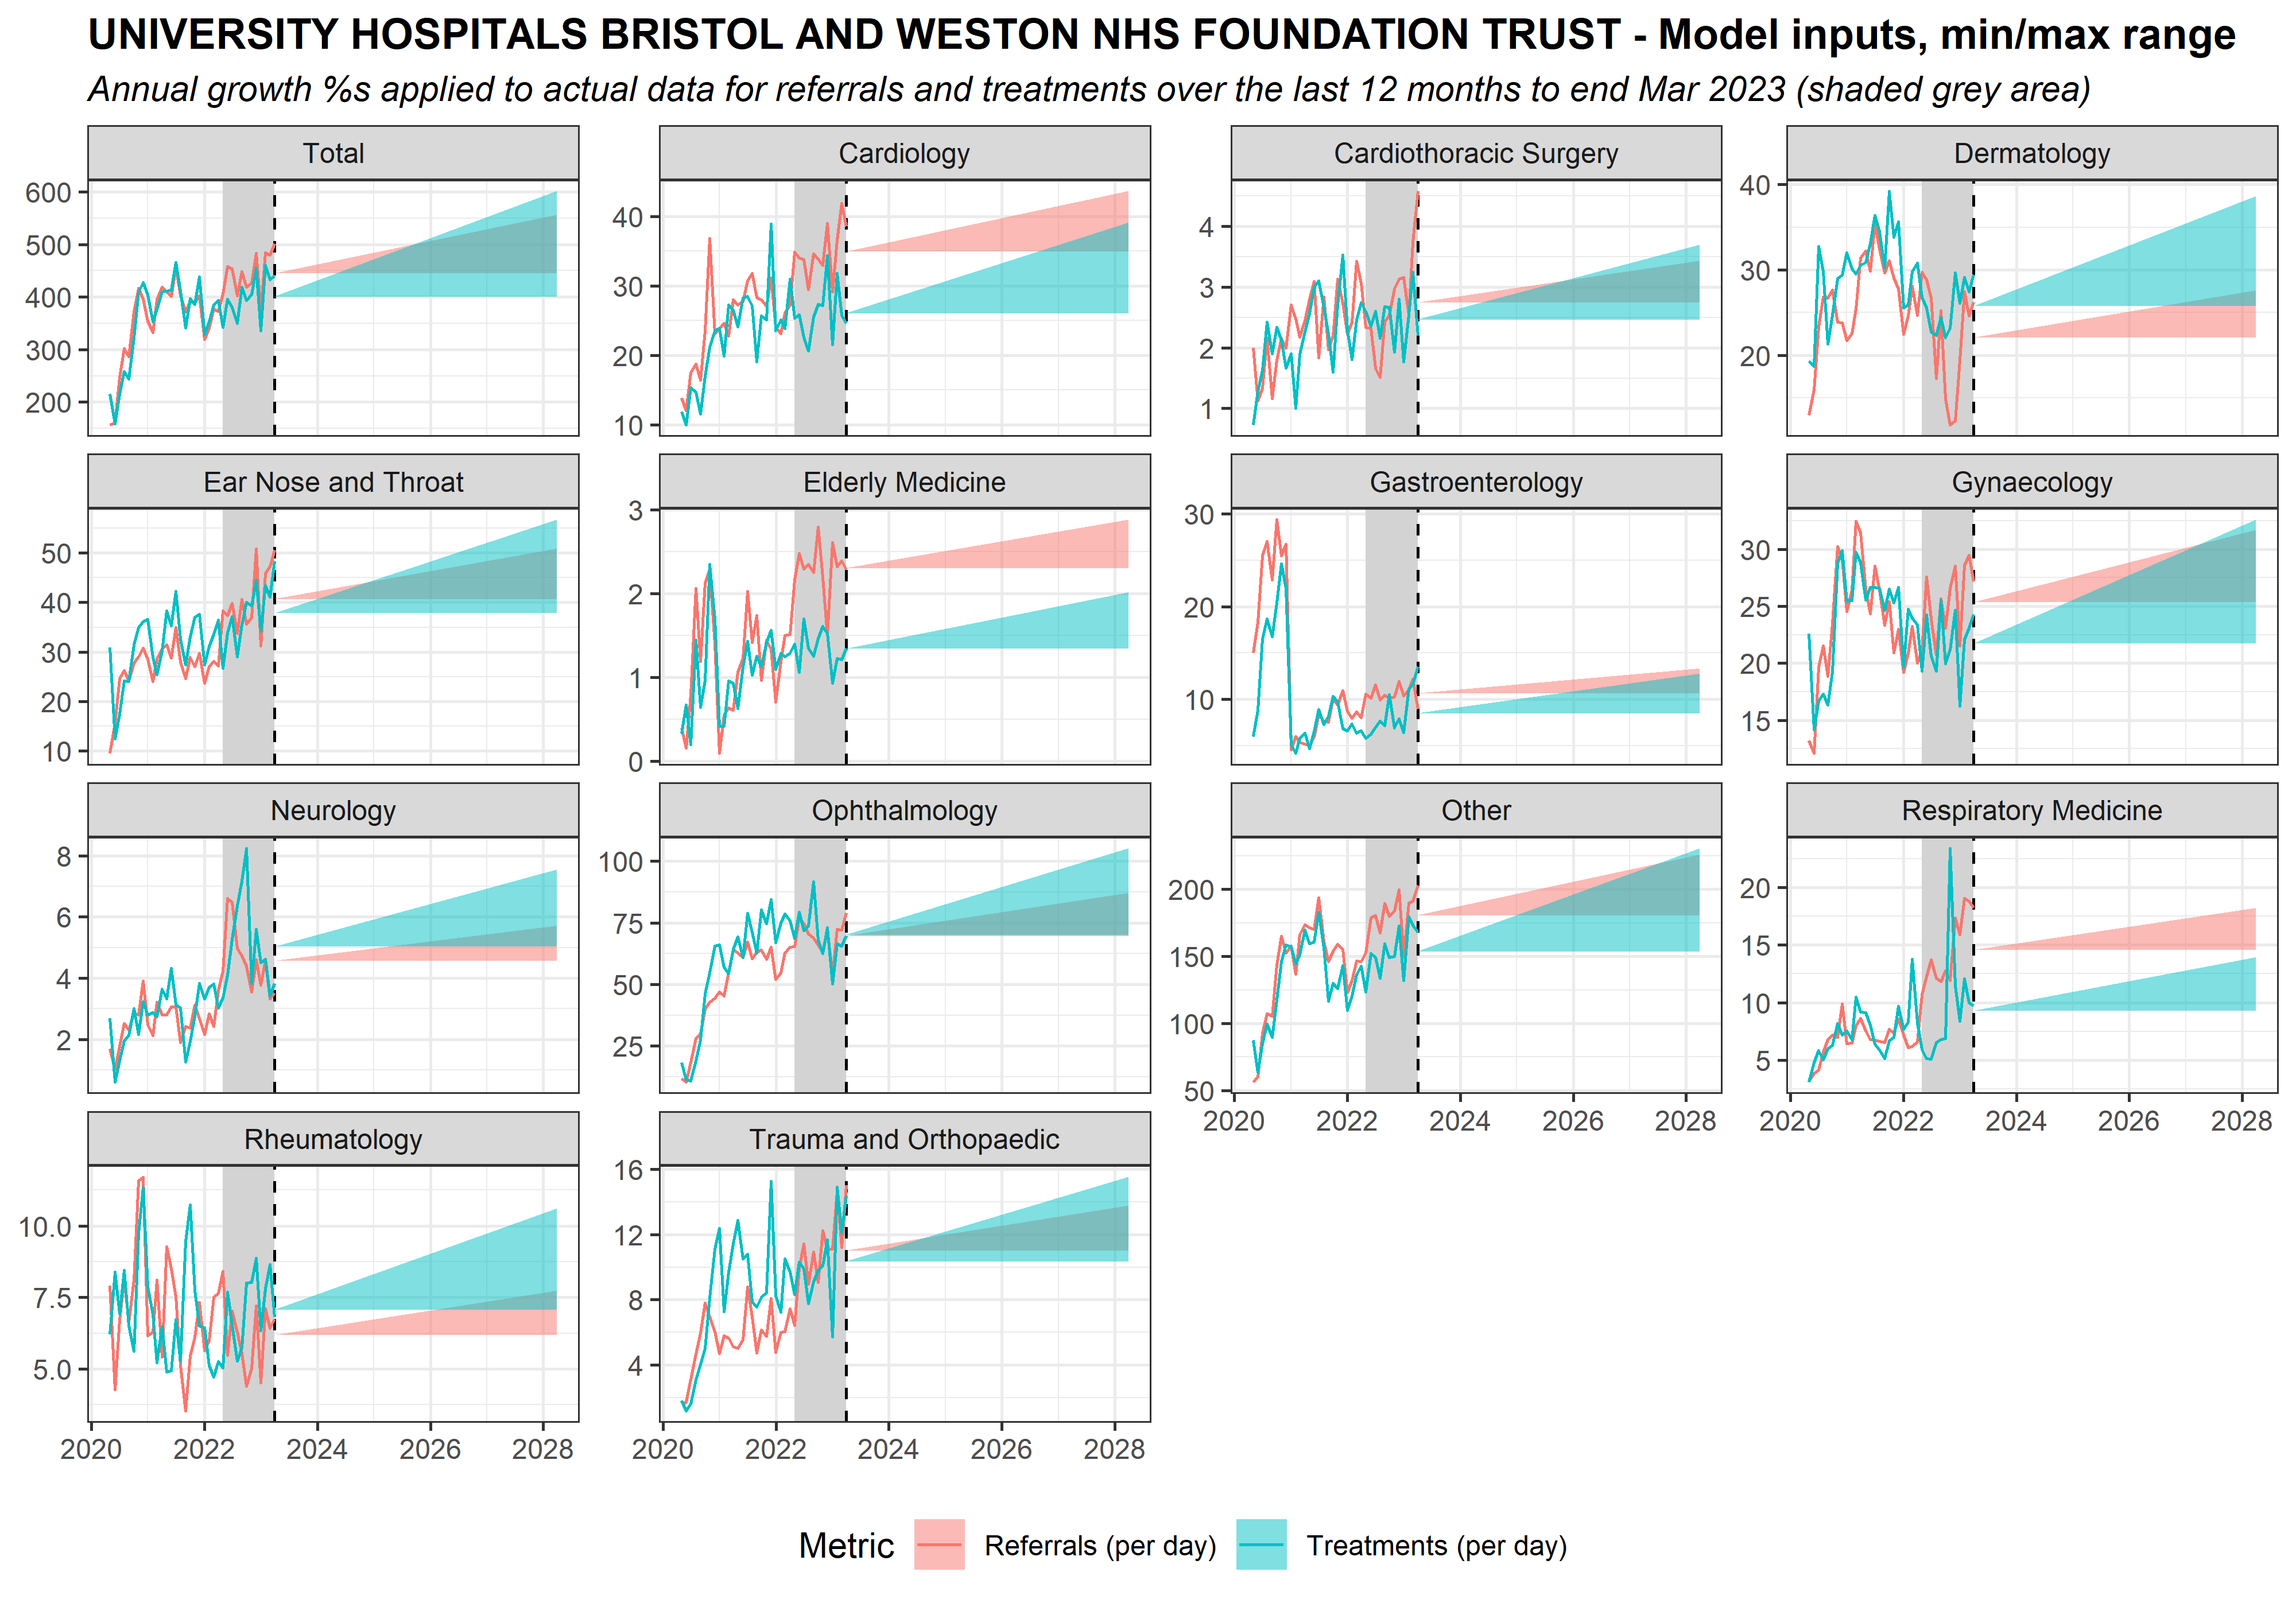 UNIVERSITY HOSPITALS BRISTOL AND WESTON NHS FOUNDATION TRUST - Model inputs, min/max range
Annual growth %s applied to actual data for referrals and treatments over the last 12 months to end Mar 2023 (shaded grey area)
Total
600
500
400
300
200
Cardiology
40
30
20
10
Cardiothoracic Surgery
4
3
2
1
Dermatology
40
30
20
Ear Nose and Throat
50
40
30
20
10
Elderly Medicine
3
2
1
0
Gastroenterology
30
20
10
Gynaecology
30
25
20
15
Neurology
8
6
4
2
Ophthalmology
100
75
50
25
Other
200
150
100
50
2020 2022 2024 2026 2028
Respiratory Medicine
20
15
10
5
2020 2022 2024 2026 2028
Rheumatology
10.0
7.5
5.0
2020 2022 2024 2026 2028
Trauma and Orthopaedic
16
12
8
4
2020 2022 2024 2026 2028
Metric Referrals (per day) Treatments (per day)